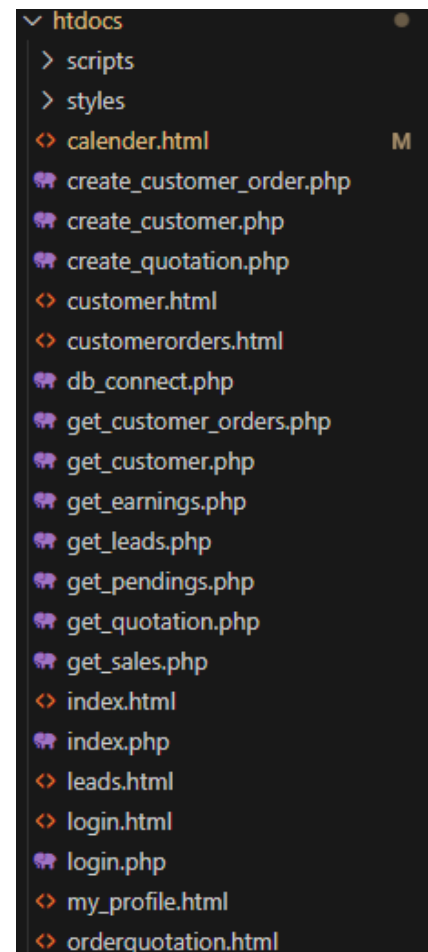 htdocs
scripts
styles
calender.html M
create_customer_order.php
create_customer.php
create_quotation.php
customer.html
customerorders.html
db_connect.php
get_customer_orders.php
get_customer.php
get_earnings.php
get_leads.php
get_pendings.php
get_quotation.php
get_sales.php
index.html
index.php
leads.html
login.html
login.php
my_profile.html
orderquotation.html